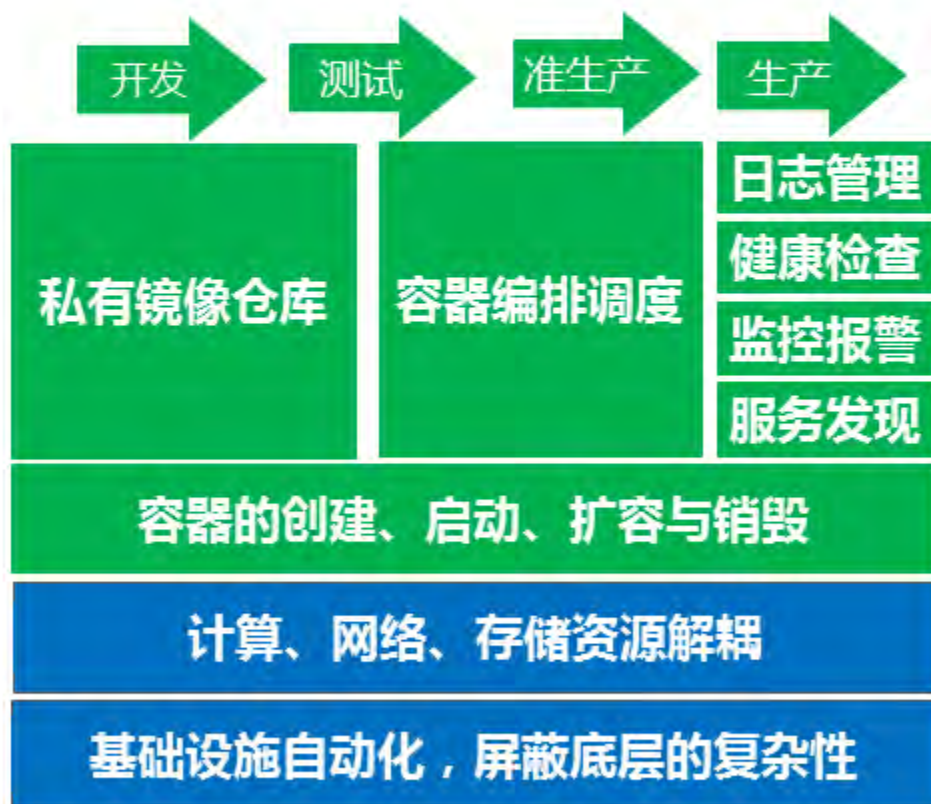 开发
测试
准生产
生产
私有镜像仓库
容器编排调度
日志管理
健康检查
监控报警
服务发现
容器的创建、启动、扩容与销毁
计算、网络、存储资源解耦
基础设施自动化，屏蔽底层的复杂性